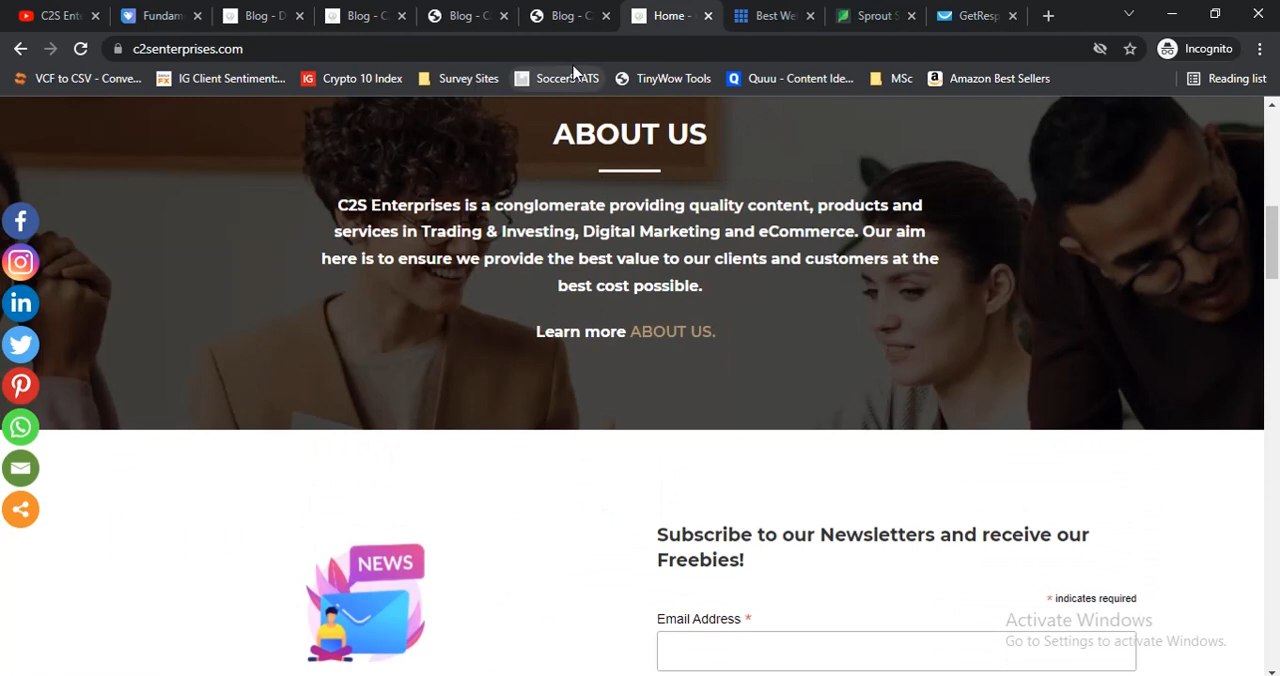 C2S Ent
Fundam
Blog - D
Blog - C
Blog - C
Blog - C
Home -
Best We
Sprout S
GetResp
c2senterprises.com
Incognito
VCF to CSV - Conve...
IG Client Sentiment:...
IG Crypto 10 Index
Survey Sites
SoccerSTATS
TinyWow Tools
Quuu - Content Ide...
MSc
Amazon Best Sellers
Reading list
ABOUT US
C2S Enterprises is a conglomerate providing quality content, products and
services in Trading & Investing, Digital Marketing and eCommerce. Our aim
here is to ensure we provide the best value to our clients and customers at the
best cost possible.
Learn more ABOUT US.
NEWS
Subscribe to our Newsletters and receive our
Freebies!
* indicates required
Email Address *
Activate Windows
Go to Settings to activate Windows.